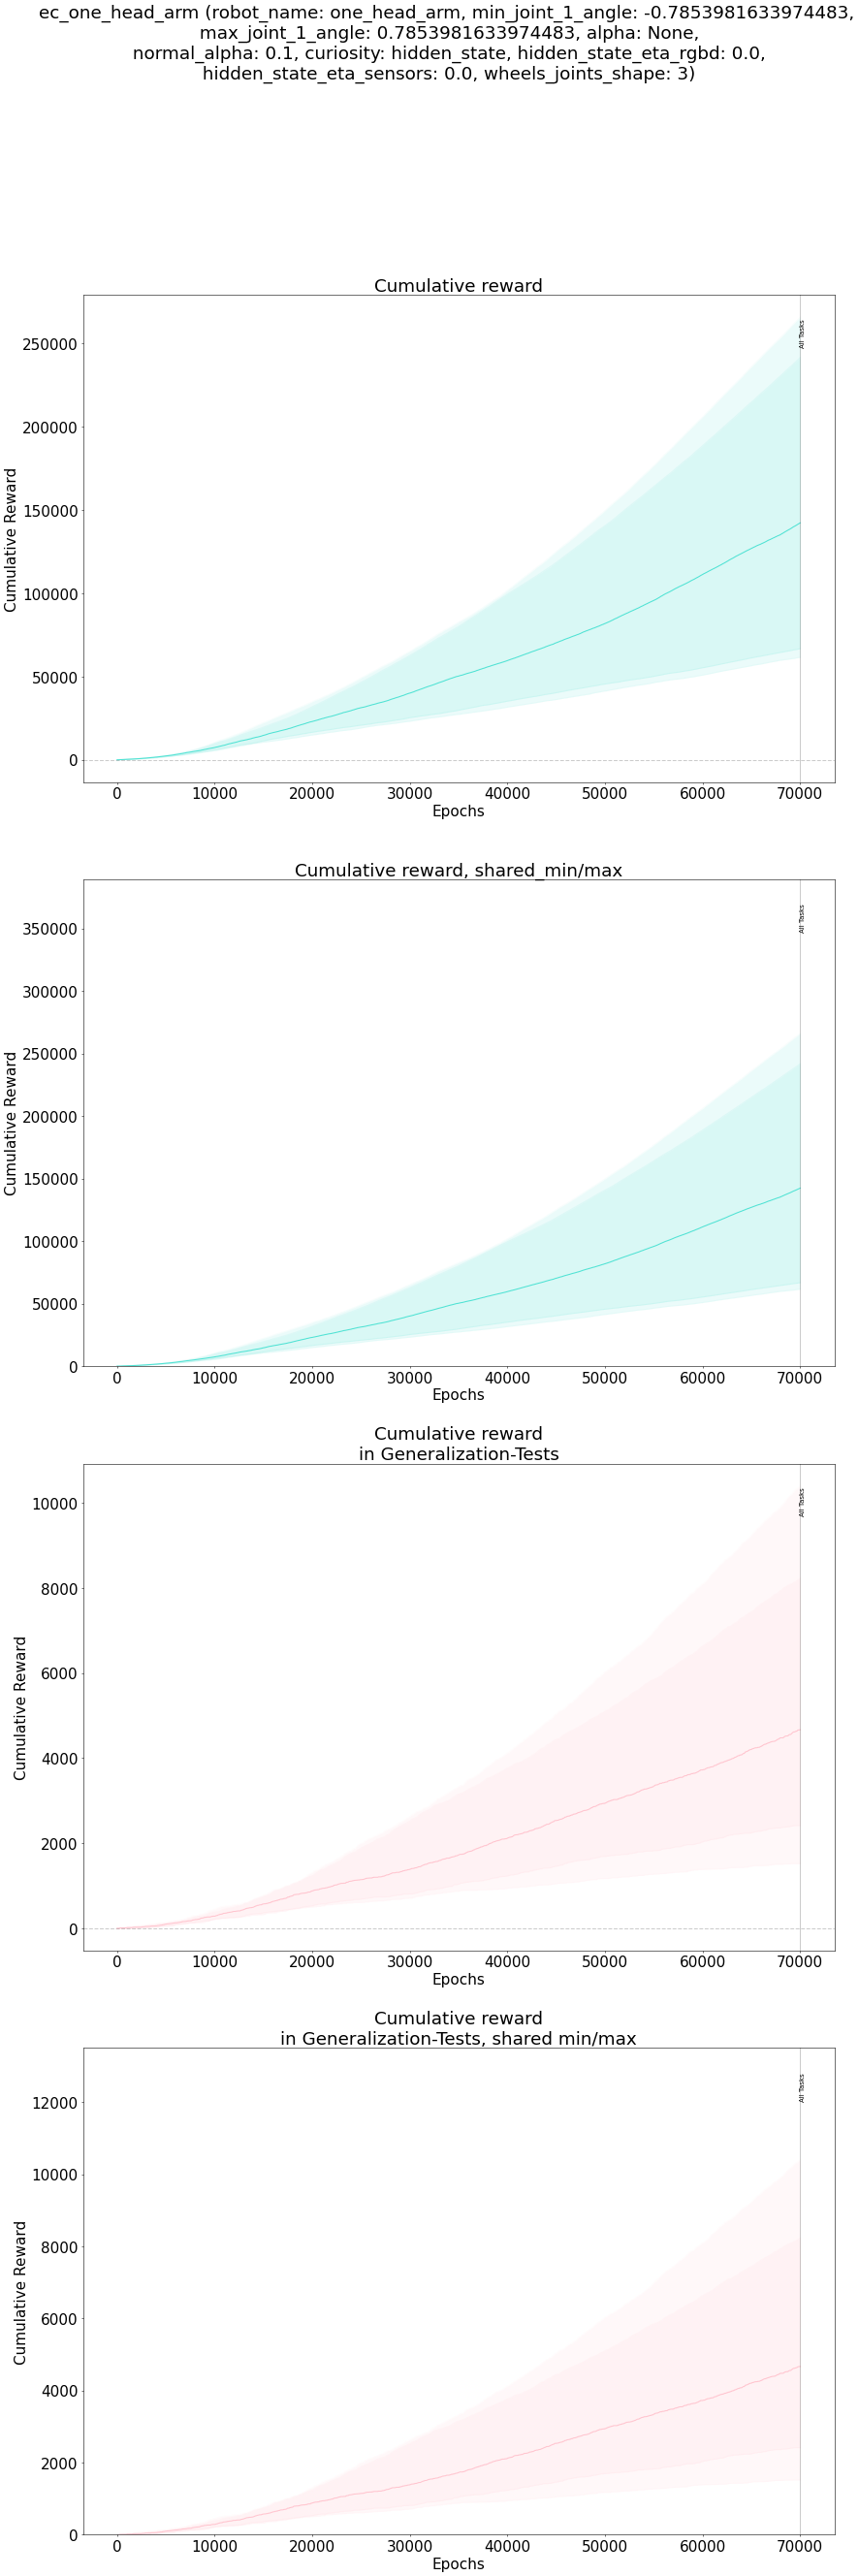 ec_one_head_arm (robot_name: one_head_arm, min_joint_1_angle: -0.7853981633974483,
max_joint_1_angle: 0.7853981633974483, alpha: None,
normal_alpha: 0.1, curiosity: hidden_state, hidden_state_eta_rgbd: 0.0,
hidden_state_eta_sensors: 0.0, wheels_joints_shape: 3)
Cumulative reward
All Tasks
250000
200000
150000
100000
50000
0
Cumulative Reward
0 10000 20000 30000 40000 50000 60000 70000
Epochs
Cumulative reward, shared_min/max
All Tasks
350000
300000
250000
200000
150000
100000
50000
0
Cumulative Reward
0 10000 20000 30000 40000 50000 60000 70000
Epochs
Cumulative reward
in Generalization-Tests
All Tasks
10000
8000
6000
4000
2000
0
Cumulative Reward
0 10000 20000 30000 40000 50000 60000 70000
Epochs
Cumulative reward
in Generalization-Tests, shared min/max
All Tasks
12000
10000
8000
6000
4000
2000
0
Cumulative Reward
0 10000 20000 30000 40000 50000 60000 70000
Epochs